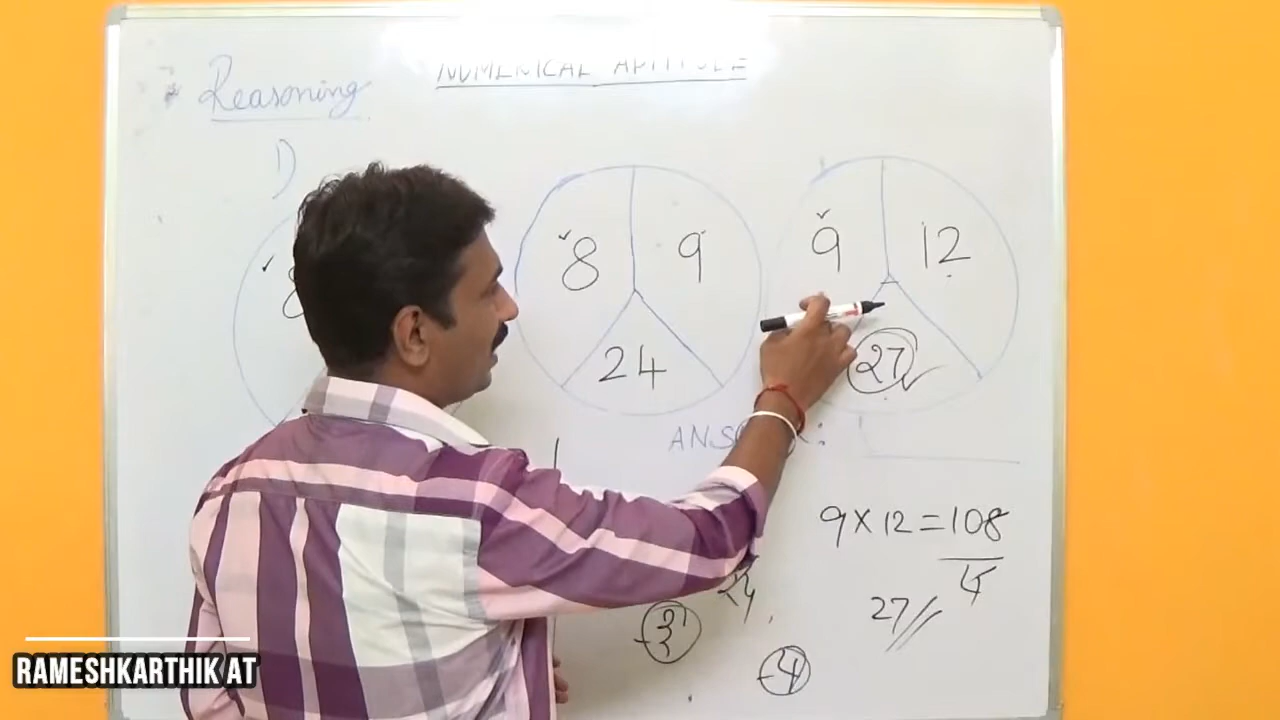 Reasoning
NUMERICAL APTITUDE
1)
8
8 9
24
9 12
27
ANSWER :
9 X 12 = 108
4
27
24
3
4
RAMESHKARTHIK AT